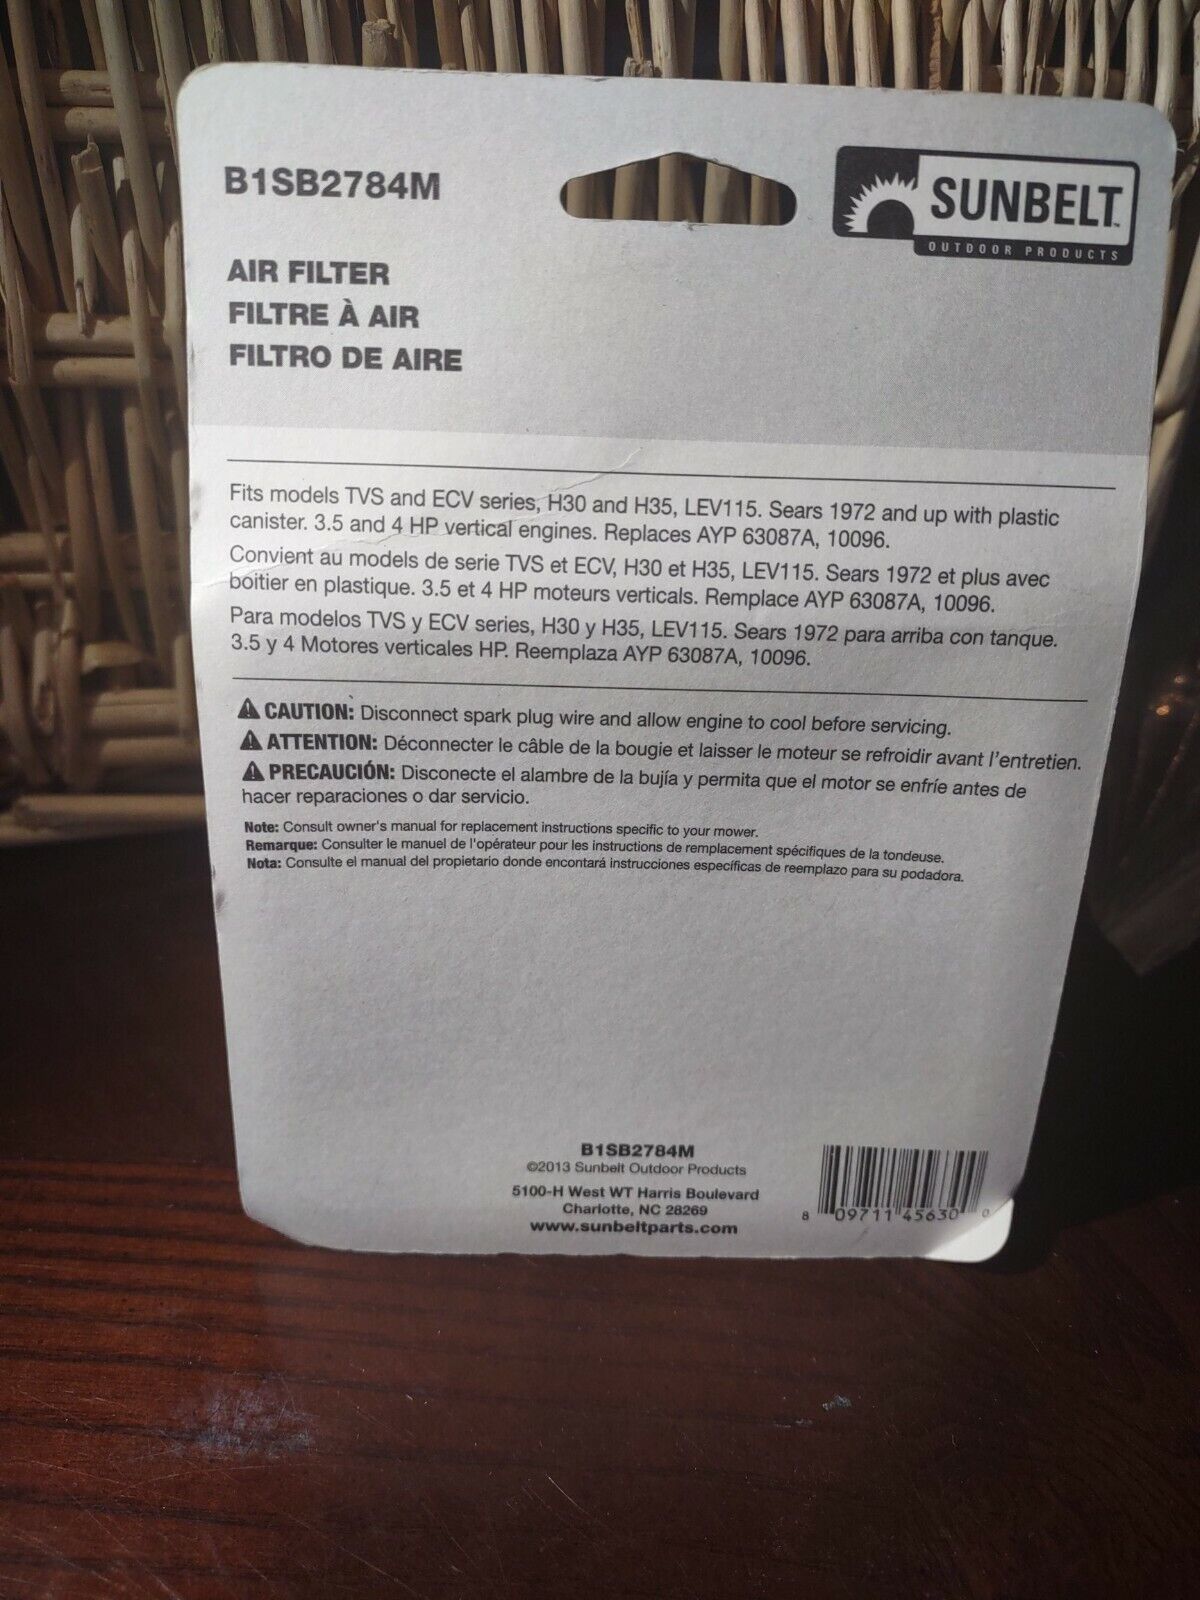 B1SB2784M
SUNBELT™
OUTDOOR PRODUCTS
AIR FILTER
FILTRE À AIR
FILTRO DE AIRE
Fits models TVS and ECV series, H30 and H35, LEV115. Sears 1972 and up with plastic
canister. 3.5 and 4 HP vertical engines. Replaces AYP 63087A, 10096.
Convient au models de serie TVS et ECV, H30 et H35, LEV115. Sears 1972 et plus avec
boitier en plastique. 3.5 et 4 HP moteurs verticals. Remplace AYP 63087A, 10096.
Para modelos TVS y ECV series, H30 y H35, LEV115. Sears 1972 para arriba con tanque.
3.5 y 4 Motores verticales HP. Reemplaza AYP 63087A, 10096.
⚠ CAUTION: Disconnect spark plug wire and allow engine to cool before servicing.
⚠ ATTENTION: Déconnecter le câble de la bougie et laisser le moteur se refroidir avant l'entretien.
⚠ PRECAUCIÓN: Disconecte el alambre de la bujía y permita que el motor se enfríe antes de
hacer reparaciones o dar servicio.
Note: Consult owner's manual for replacement instructions specific to your mower.
Remarque: Consulter le manuel de l'opérateur pour les instructions de remplacement spécifiques de la tondeuse.
Nota: Consulte el manual del propietario donde encontará instrucciones específicas de reemplazo para su podadora.
B1SB2784M
©2013 Sunbelt Outdoor Products
5100-H West WT Harris Boulevard
Charlotte, NC 28269
www.sunbeltparts.com
8 09711 45630 0